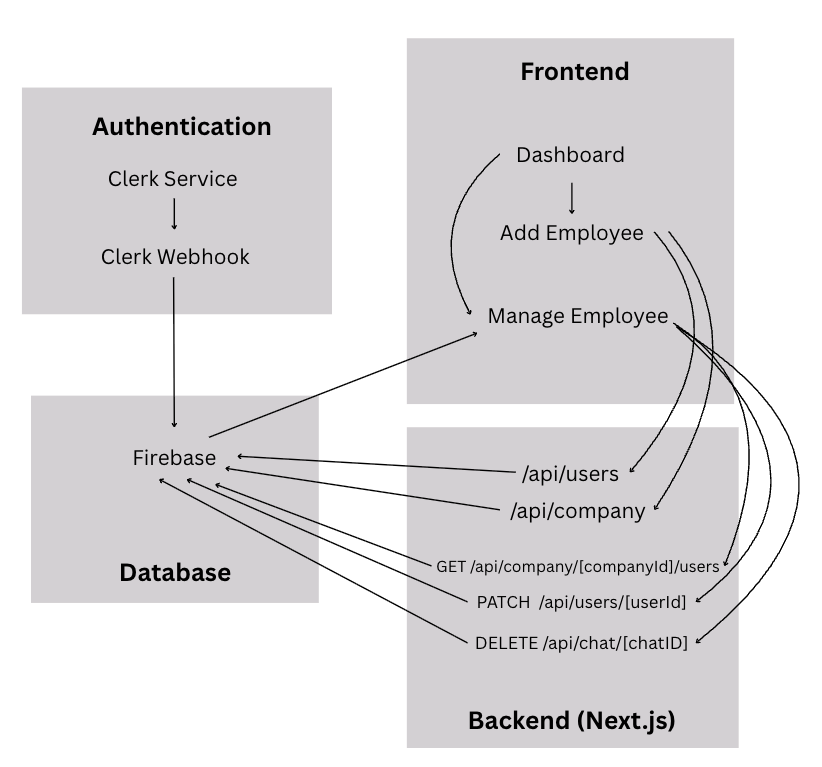 Frontend
Dashboard
Add Employee
Manage Employee
Authentication
Clerk Service
Clerk Webhook
Firebase
Database
/api/users
/api/company
GET /api/company/[companyId]/users
PATCH /api/users/[userId]
DELETE /api/chat/[chatID]
Backend (Next.js)